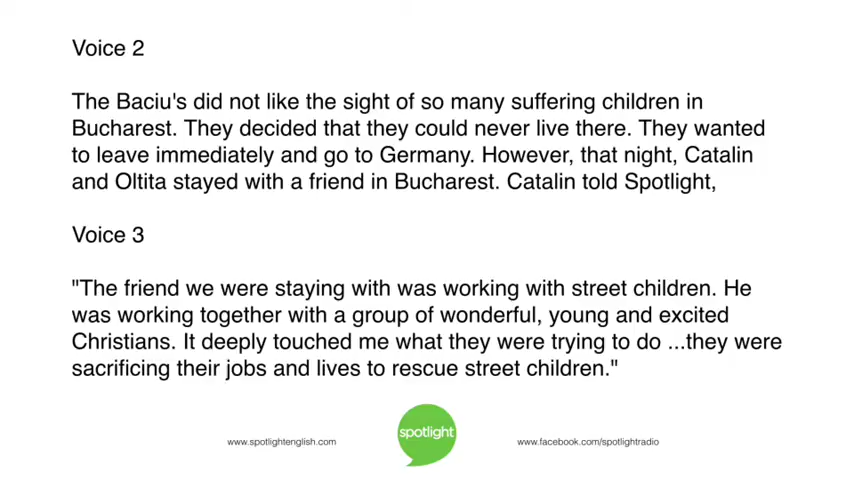 Voice 2
The Baciu's did not like the sight of so many suffering children in
Bucharest. They decided that they could never live there. They wanted
to leave immediately and go to Germany. However, that night, Catalin
and Oltita stayed with a friend in Bucharest. Catalin told Spotlight,
Voice 3
"The friend we were staying with was working with street children. He
was working together with a group of wonderful, young and excited
Christians. It deeply touched me what they were trying to do ...they were
sacrificing their jobs and lives to rescue street children."
www.spotlightenglish.com
spotlight
www.facebook.com/spotlightradio